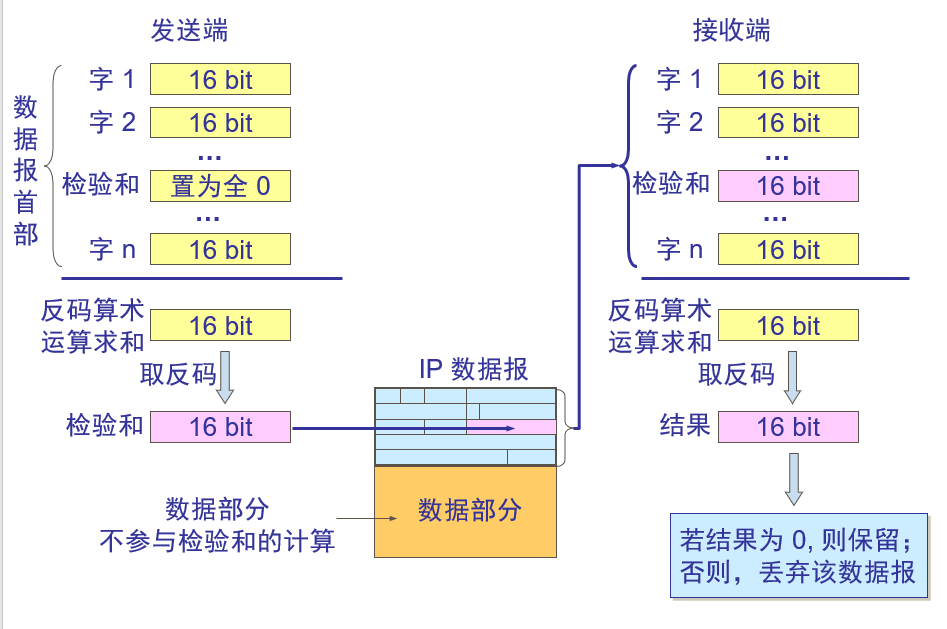 发送端
数据报首部
字 1
16 bit
字 2
16 bit
...
检验和
置为全 0
...
字 n
16 bit
反码算术
运算求和
16 bit
取反码
检验和
16 bit
IP 数据报
数据部分
数据部分
不参与检验和的计算
接收端
字 1
16 bit
字 2
16 bit
...
检验和
16 bit
...
字 n
16 bit
反码算术
运算求和
16 bit
取反码
结果
16 bit
若结果为 0, 则保留；
否则，丢弃该数据报